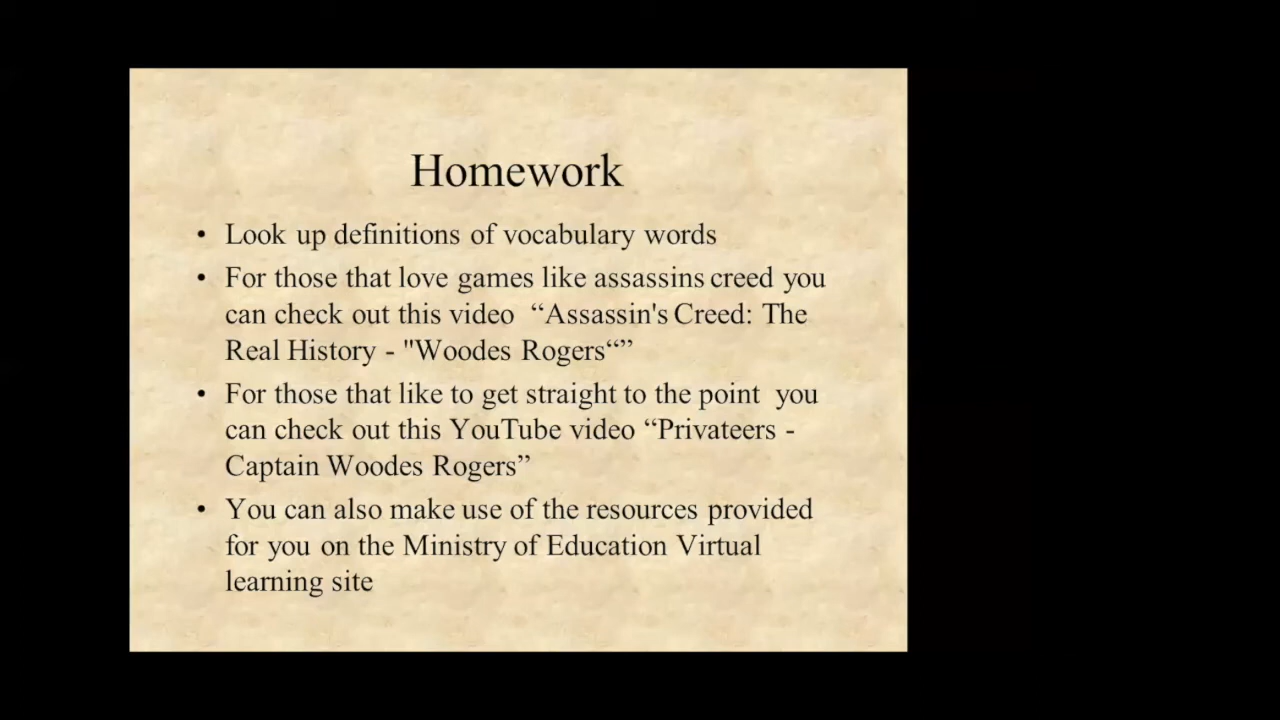 Homework
• Look up definitions of vocabulary words
• For those that love games like assassins creed you
can check out this video “Assassin's Creed: The
Real History - "Woodes Rogers“”
• For those that like to get straight to the point you
can check out this YouTube video “Privateers -
Captain Woodes Rogers”
• You can also make use of the resources provided
for you on the Ministry of Education Virtual
learning site